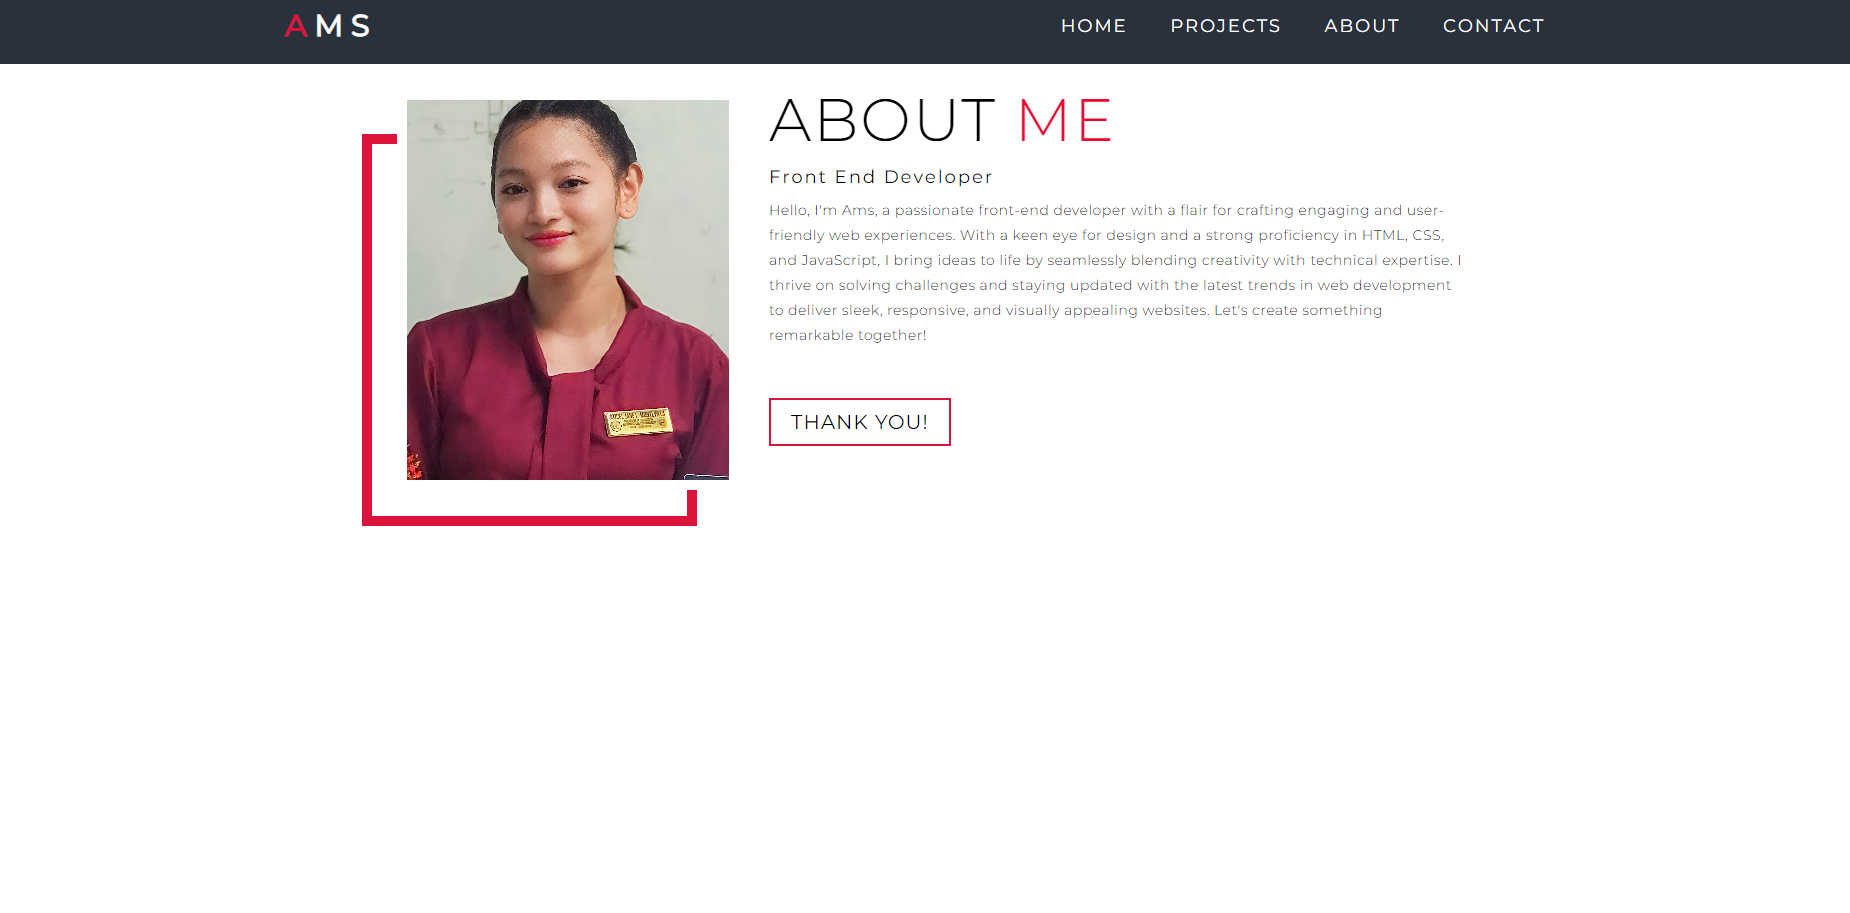 AMS
HOME PROJECTS ABOUT CONTACT
ABOUT ME
Front End Developer
Hello, I'm Ams, a passionate front-end developer with a flair for crafting engaging and user-
friendly web experiences. With a keen eye for design and a strong proficiency in HTML, CSS,
and JavaScript, I bring ideas to life by seamlessly blending creativity with technical expertise. I
thrive on solving challenges and staying updated with the latest trends in web development
to deliver sleek, responsive, and visually appealing websites. Let's create something
remarkable together!
THANK YOU!